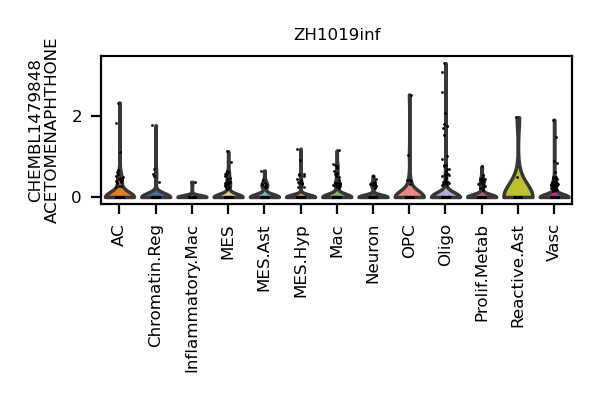 ZH1019inf
CHEMBL1479848
ACETOMENAPHTHONE
2
0
AC
Chromatin.Reg
Inflammatory.Mac
MES
MES.Ast
MES.Hyp
Mac
Neuron
OPC
Oligo
Prolif.Metab
Reactive.Ast
Vasc